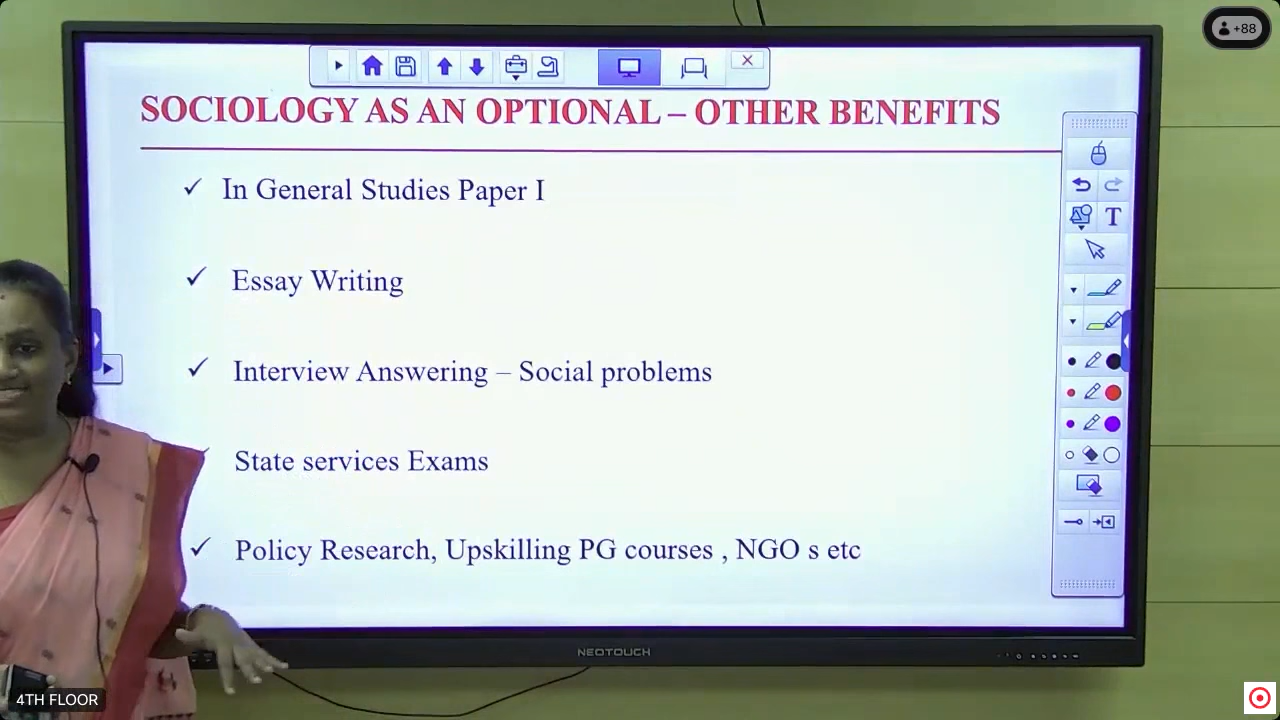 +88
SOCIOLOGY AS AN OPTIONAL – OTHER BENEFITS
In General Studies Paper I
Essay Writing
Interview Answering – Social problems
State services Exams
Policy Research, Upskilling PG courses , NGO s etc
T
NEOTOUCH
4TH FLOOR